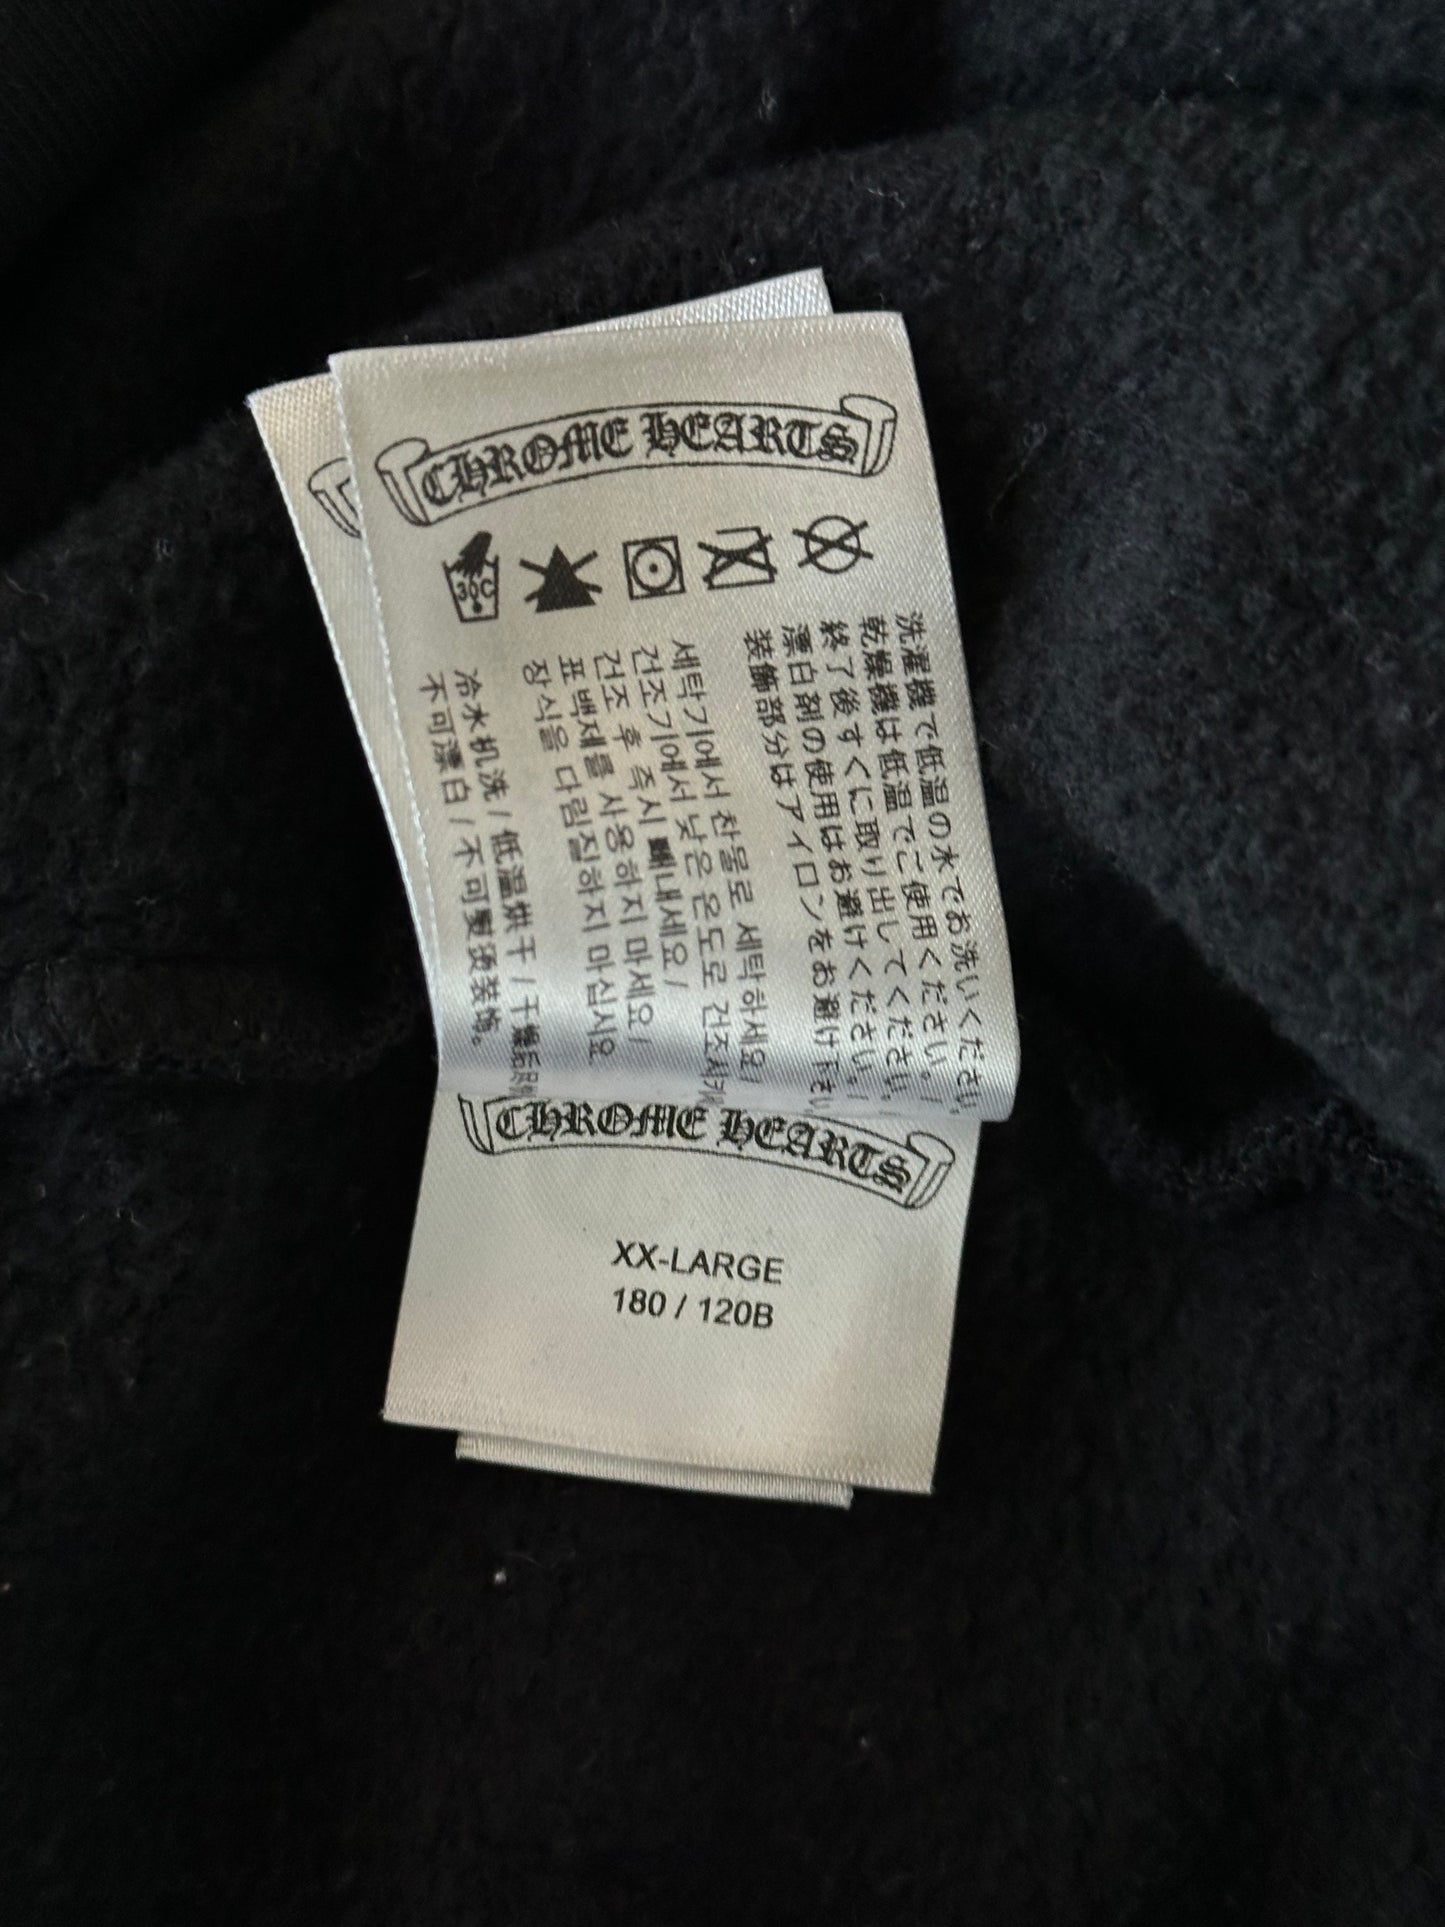 CHROME HEARTS
30C
洗濯機で低温の水でお洗いください。/
乾燥機は低温でご使用ください。/
終了後すぐに取り出してください。/
漂白剤の使用はお避けください。/
装飾部分はアイロンをお避け下さい
세탁기에서 찬물로 세탁하세요/
건조기에서 낮은 온도로 건조시키
건조 후 즉시 빼내세요/
표백제를 사용하지 마세요/
장식을 다림질하지 마십시요
冷水机洗 / 低温烘干 / 干燥后
不可漂白 / 不可熨烫装饰。
CHROME HEARTS
XX-LARGE
180 / 120B